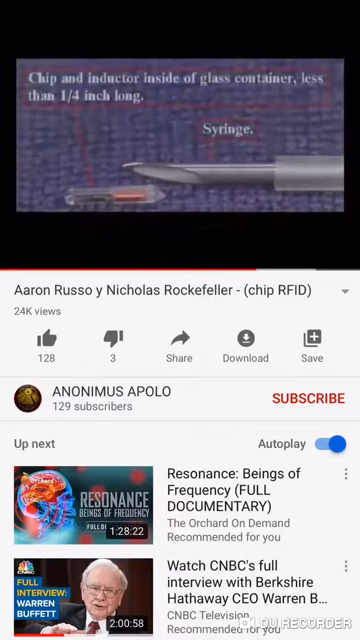 Chip and inductor inside of glass container, less
than 1/4 inch long.
Syringe.
Aaron Russo y Nicholas Rockefeller - (chip RFID)
24K views
128
3
Share
Download
Save
ANONIMUS APOLO
129 subscribers
SUBSCRIBE
Up next
Autoplay
Orchard
RESONANCE
BEINGS OF FREQUENCY
FULL DO
1:28:22
Resonance: Beings of
Frequency (FULL
DOCUMENTARY)
The Orchard On Demand
Recommended for you
CNBC
FULL
INTERVIEW:
WARREN
BUFFETT
2:00:58
Watch CNBC's full
interview with Berkshire
Hathaway CEO Warren B...
CNBC Television
Recommended for you
DU RECORDER